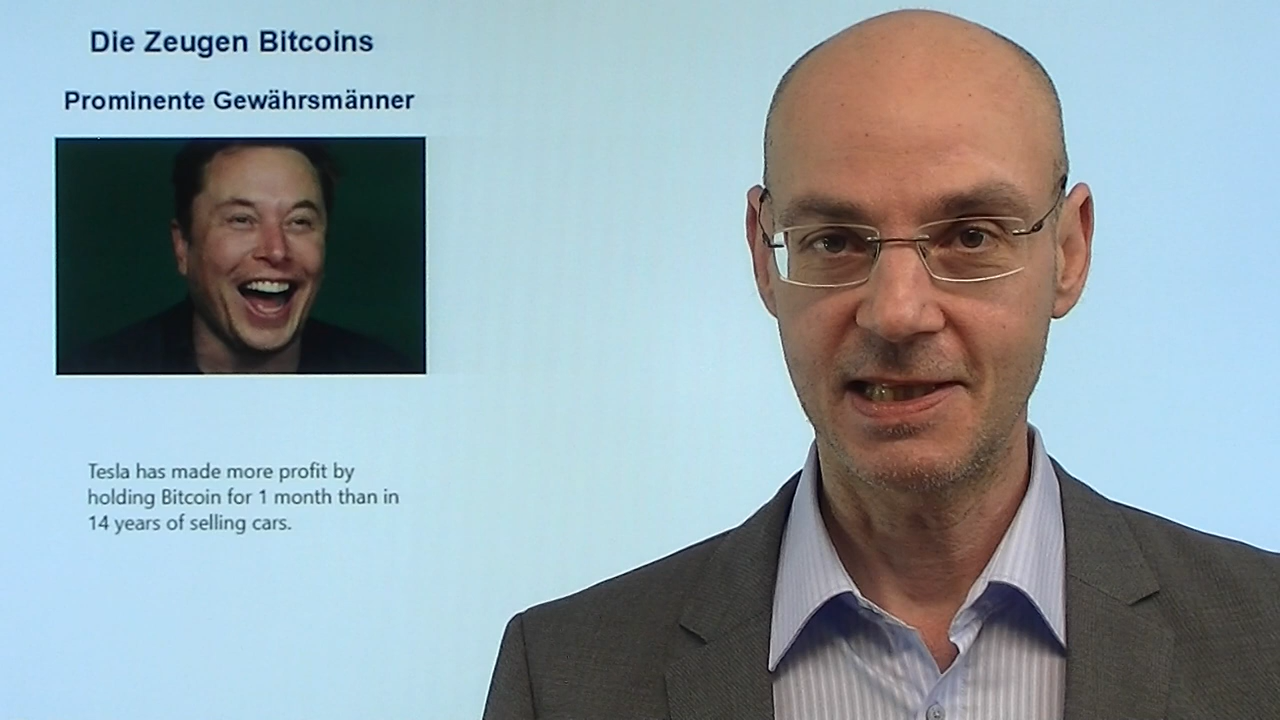 Die Zeugen Bitcoins
Prominente Gewährsmänner
Tesla has made more profit by
holding Bitcoin for 1 month than in
14 years of selling cars.